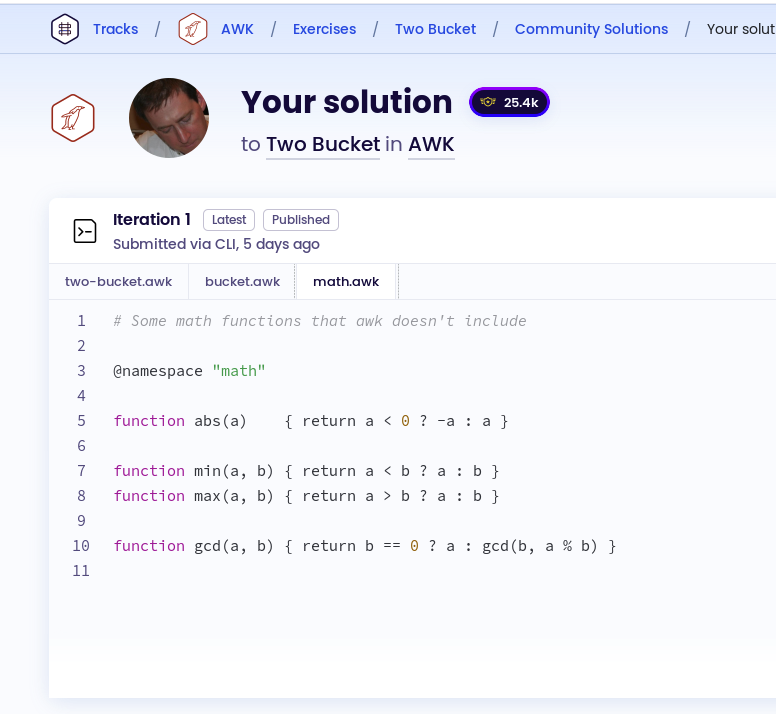 Tracks / AWK / Exercises / Two Bucket / Community Solutions / Your solut
Your solution 25.4k
to Two Bucket in AWK
Iteration 1 Latest Published
Submitted via CLI, 5 days ago
two-bucket.awk bucket.awk math.awk
1 # Some math functions that awk doesn't include
2
3 @namespace "math"
4
5 function abs(a)    { return a < 0 ? -a : a }
6
7 function min(a, b) { return a < b ? a : b }
8 function max(a, b) { return a > b ? a : b }
9
10 function gcd(a, b) { return b == 0 ? a : gcd(b, a % b) }
11